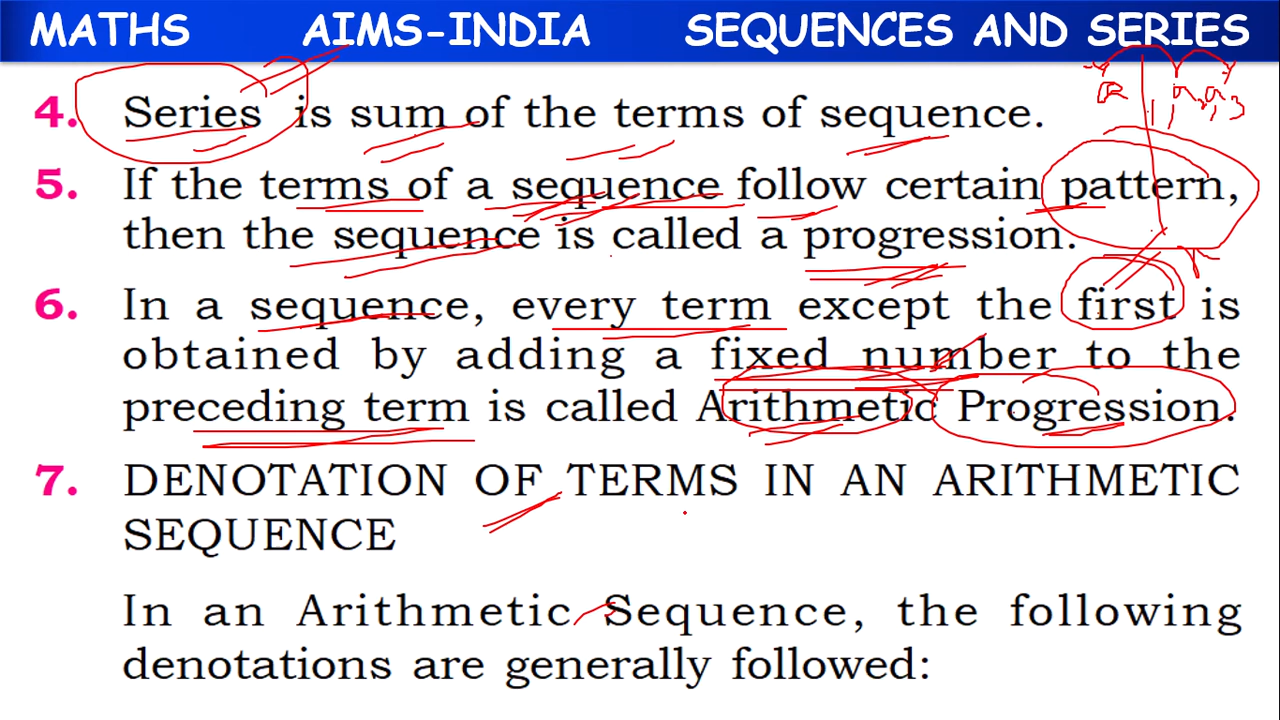 MATHS AIMS-INDIA SEQUENCES AND SERIES
4. Series is sum of the terms of sequence.
5. If the terms of a sequence follow certain pattern,
then the sequence is called a progression.
6. In a sequence, every term except the first is
obtained by adding a fixed number to the
preceding term is called Arithmetic Progression.
7. DENOTATION OF TERMS IN AN ARITHMETIC
SEQUENCE
In an Arithmetic Sequence, the following
denotations are generally followed: